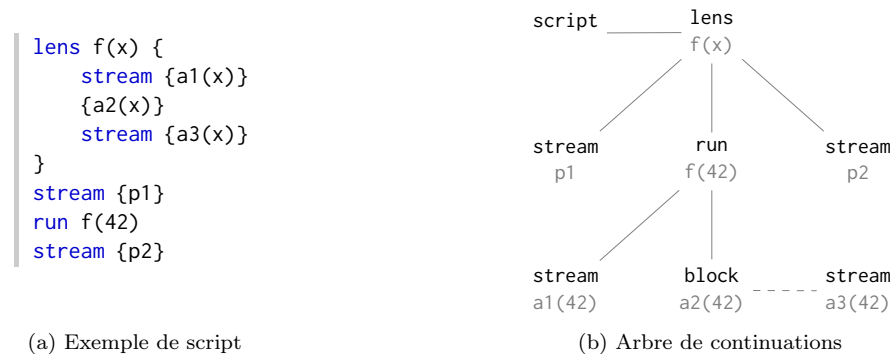 lens f(x) {
    stream {a1(x)}
    {a2(x)}
    stream {a3(x)}
}
stream {p1}
run f(42)
stream {p2}
(a) Exemple de script
script lens
f(x)
stream run stream
p1 f(42) p2
stream block stream
a1(42) a2(42) a3(42)
(b) Arbre de continuations